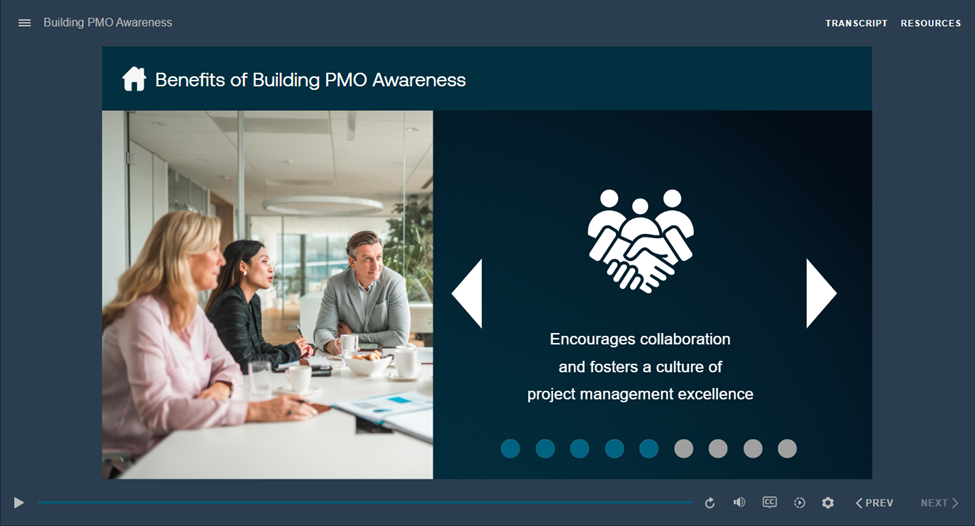 Building PMO Awareness
TRANSCRIPT
RESOURCES
Benefits of Building PMO Awareness
Encourages collaboration
and fosters a culture of
project management excellence
CC
PREV
NEXT